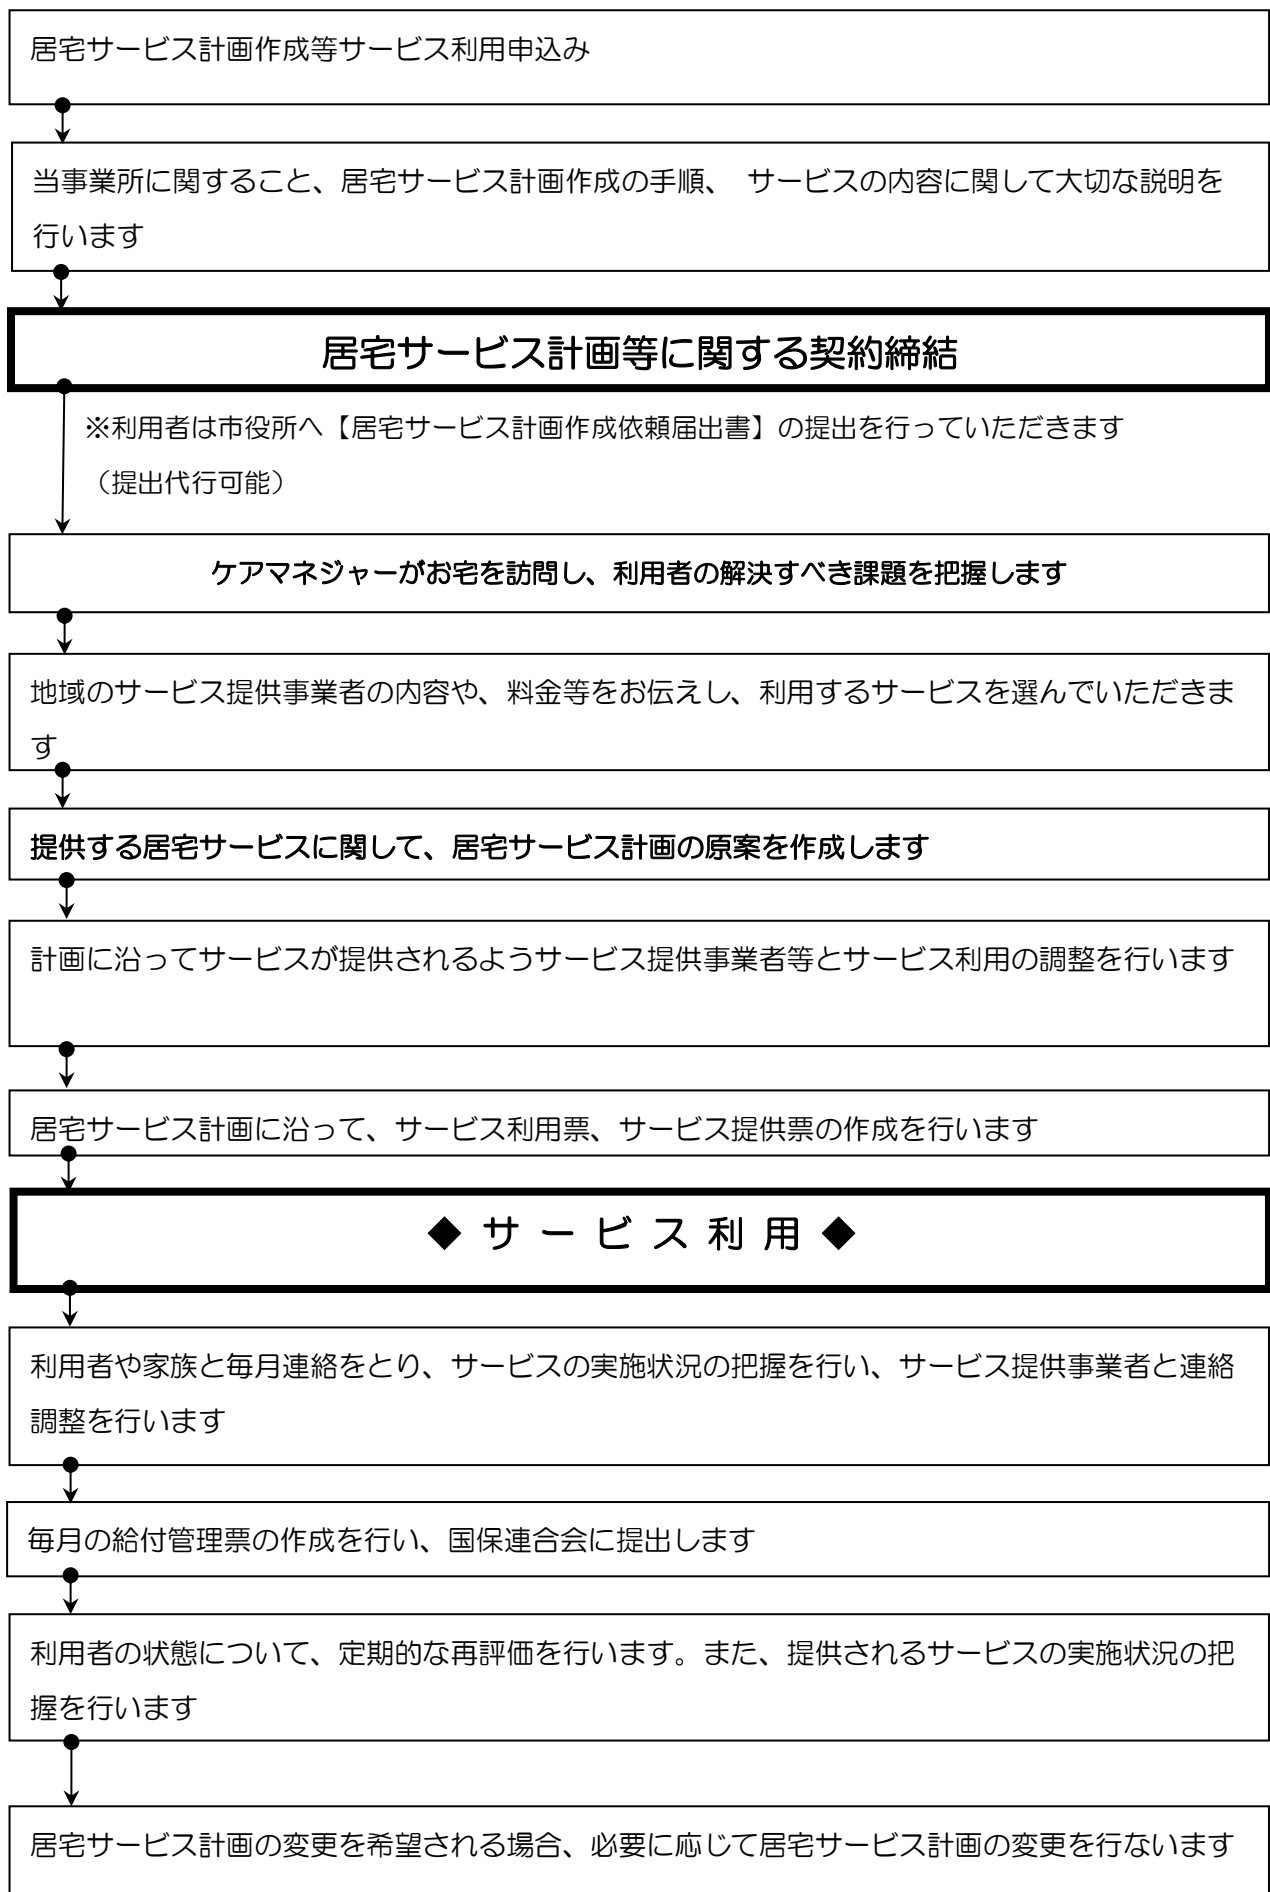 居宅サービス計画作成等サービス利用申込み
当事業所に関すること、居宅サービス計画作成の手順、　サービスの内容に関して大切な説明を
行います
居宅サービス計画等に関する契約締結
※利用者は市役所へ【居宅サービス計画作成依頼届出書】の提出を行っていただきます
（提出代行可能）
ケアマネジャーがお宅を訪問し、利用者の解決すべき課題を把握します
地域のサービス提供事業者の内容や、料金等をお伝えし、利用するサービスを選んでいただきま
す
提供する居宅サービスに関して、居宅サービス計画の原案を作成します
計画に沿ってサービスが提供されるようサービス提供事業者等とサービス利用の調整を行います
居宅サービス計画に沿って、サービス利用票、サービス提供票の作成を行います
◆ サ ー ビ ス 利 用 ◆
利用者や家族と毎月連絡をとり、サービスの実施状況の把握を行い、サービス提供事業者と連絡
調整を行います
毎月の給付管理票の作成を行い、国保連合会に提出します
利用者の状態について、定期的な再評価を行います。また、提供されるサービスの実施状況の把
握を行います
居宅サービス計画の変更を希望される場合、必要に応じて居宅サービス計画の変更を行ないます